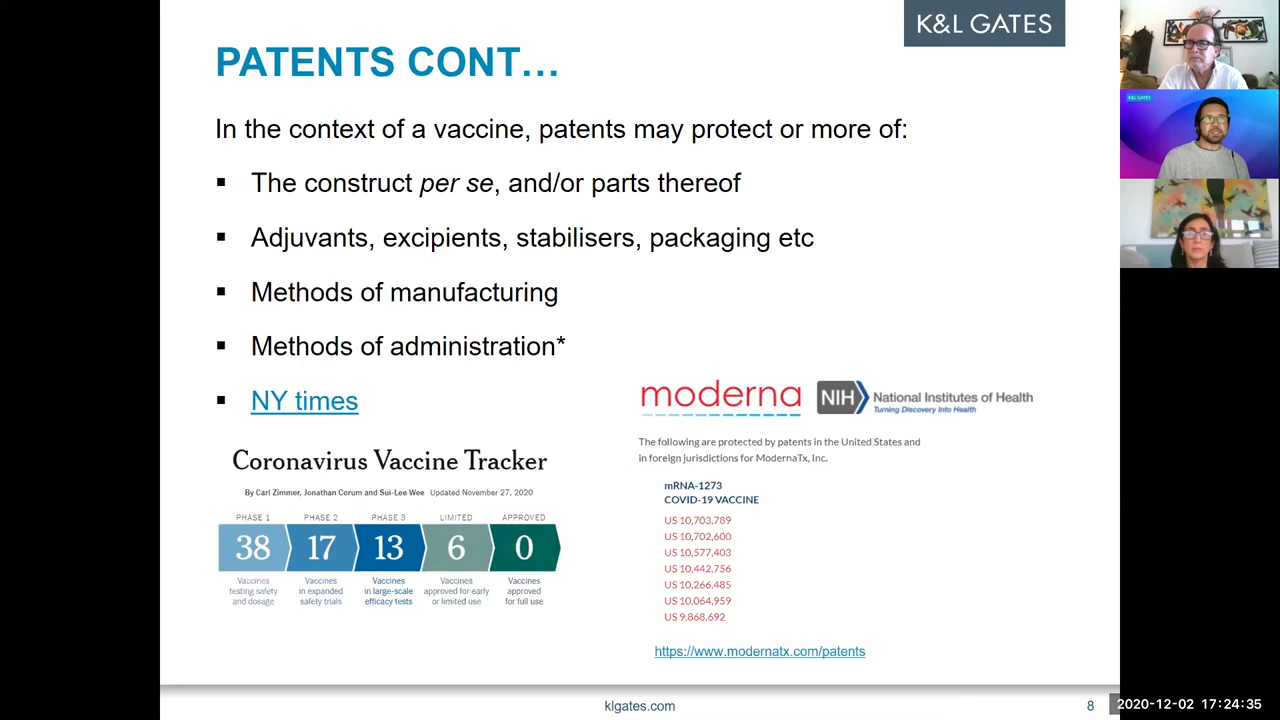 K&L GATES
PATENTS CONT…
In the context of a vaccine, patents may protect or more of:
▪ The construct per se, and/or parts thereof
▪ Adjuvants, excipients, stabilisers, packaging etc
▪ Methods of manufacturing
▪ Methods of administration*
▪ NY times
Coronavirus Vaccine Tracker
By Carl Zimmer, Jonathan Corum and Sui-Lee Wee Updated November 27, 2020
PHASE 1 PHASE 2 PHASE 3 LIMITED APPROVED
38 17 13 6 0
Vaccines Vaccines Vaccines Vaccines Vaccines
testing safety in expanded in large-scale approved for early approved
and dosage safety trials efficacy tests or limited use for full use
moderna
NIH National Institutes of Health
Turning Discovery Into Health
The following are protected by patents in the United States and
in foreign jurisdictions for ModernaTx, Inc.
mRNA-1273
COVID-19 VACCINE
US 10,703,789
US 10,702,600
US 10,577,403
US 10,442,756
US 10,266,485
US 10,064,959
US 9,868,692
https://www.modernatx.com/patents
klgates.com
8
K&L GATES
2020-12-02 17:24:35